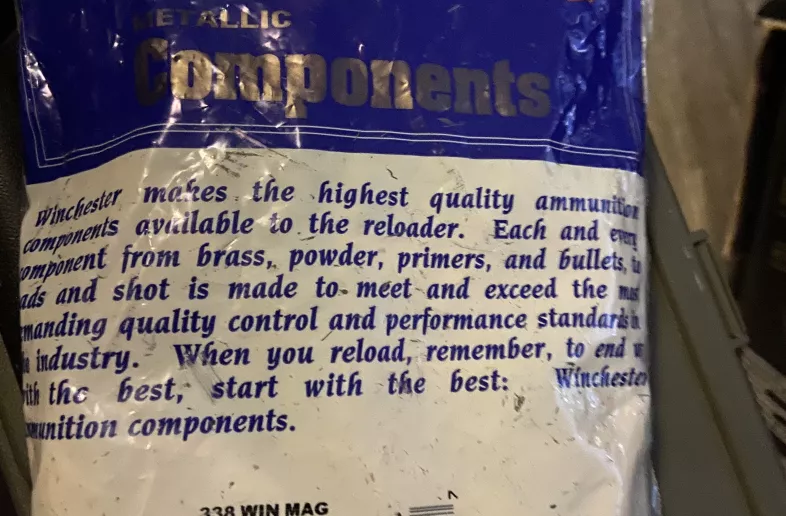 METALLIC
Components
Winchester makes the highest quality ammunition
components available to the reloader. Each and every
omponent from brass, powder, primers, and bullets, to
ads and shot is made to meet and exceed the most
manding quality control and performance standards in
industry. When you reload, remember, to end w
ith the best, start with the best: Winchester
munition components.
338 WIN MAG